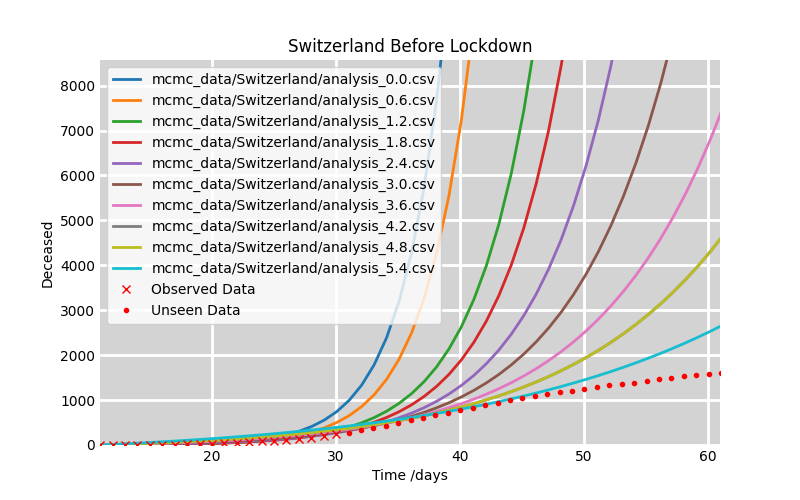 Switzerland Before Lockdown
mcmc_data/Switzerland/analysis_0.0.csv
mcmc_data/Switzerland/analysis_0.6.csv
mcmc_data/Switzerland/analysis_1.2.csv
mcmc_data/Switzerland/analysis_1.8.csv
mcmc_data/Switzerland/analysis_2.4.csv
mcmc_data/Switzerland/analysis_3.0.csv
mcmc_data/Switzerland/analysis_3.6.csv
mcmc_data/Switzerland/analysis_4.2.csv
mcmc_data/Switzerland/analysis_4.8.csv
mcmc_data/Switzerland/analysis_5.4.csv
Observed Data
Unseen Data
Deceased
8000
7000
6000
5000
4000
3000
2000
1000
0
20
30
40
50
60
Time /days